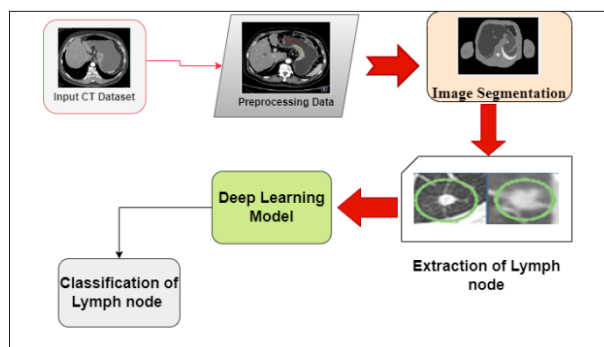 Input CT Dataset
Preprocessing Data
Image Segmentation
Deep Learning
Model
Extraction of Lymph
node
Classification of
Lymph node